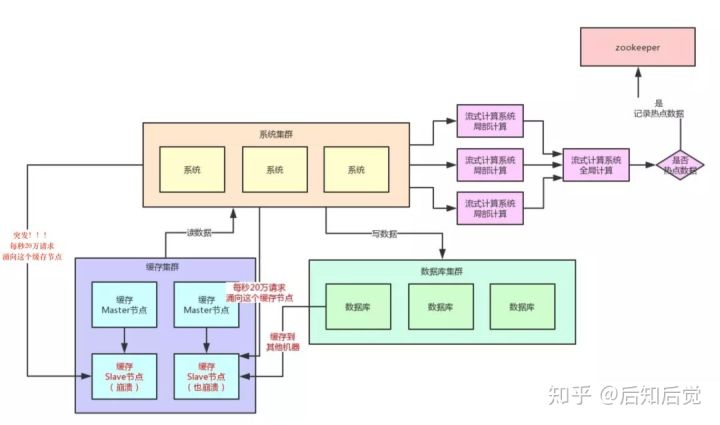 zookeeper
是
记录热点数据
系统集群
系统
系统
系统
流式计算系统
局部计算
流式计算系统
局部计算
流式计算系统
局部计算
流式计算系统
全局计算
是否
热点数据
突发！！！
每秒20万请求
涌向这个缓存节点
读数据
写数据
缓存集群
缓存
Master节点
缓存
Master节点
每秒20万请求
涌向这个缓存节点
缓存
Slave节点
（崩溃）
缓存
Slave节点
（也崩溃）
缓存到
其他机器
数据库集群
数据库
数据库
数据库
知乎 @后知后觉